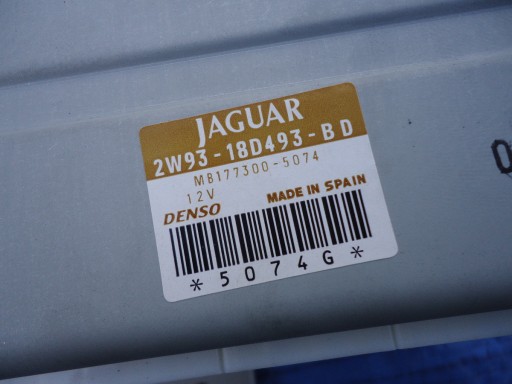 JAGUAR
2W93-18D493-BD
MB177300-5074
12V
DENSO MADE IN SPAIN
*5074G*